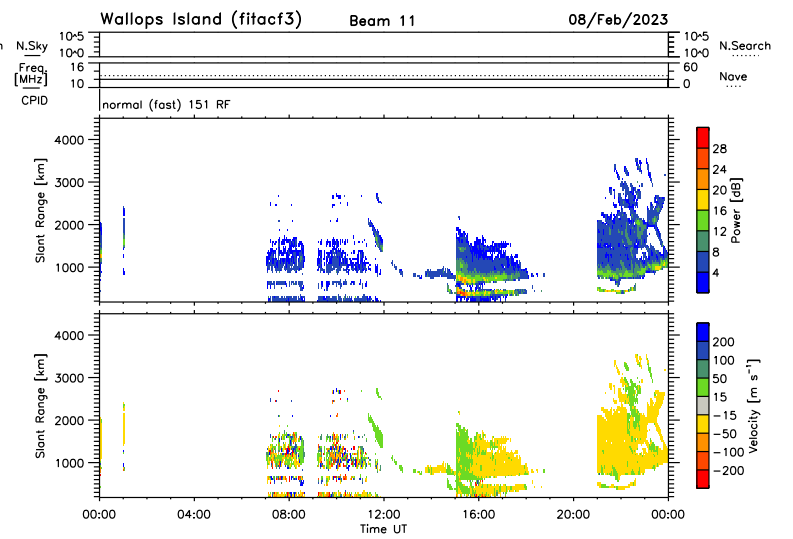 Wallops Island (fitacf3) Beam 11 08/Feb/2023
n N.Sky 10^5 10^0 10^5 10^0 N.Search
Freq. [MHz] 16 10 60 0 Nave
CPID normal (fast) 151 RF
Slant Range [km] 4000 3000 2000 1000
28 24 20 16 12 8 4 Power [dB]
Slant Range [km] 4000 3000 2000 1000
200 100 50 15 -15 -50 -100 -200 Velocity [m s⁻¹]
00:00 04:00 08:00 12:00 16:00 20:00 00:00
Time UT